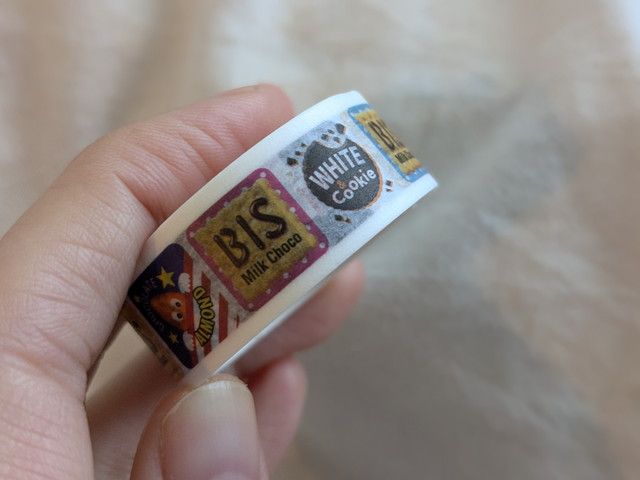 ALMOND
BIS
Milk Choco
WHITE
&
Cookie